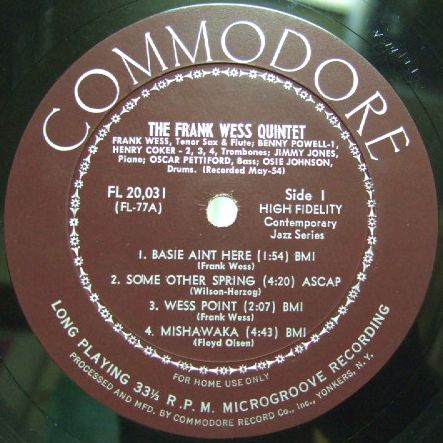 COMMODORE
THE FRANK WESS QUINTET
FRANK WESS, Tenor Sax & Flute; BENNY POWELL-1,
HENRY COKER - 2, 3, 4, Trombones; JIMMY JONES,
Piano; OSCAR PETTIFORD, Bass; OSIE JOHNSON,
Drums. (Recorded May-54)
FL 20,031
(FL-77A)
Side 1
HIGH FIDELITY
Contemporary
Jazz Series
1. BASIE AINT HERE (1:54) BMI
(Frank Wess)
2. SOME OTHER SPRING (4:20) ASCAP
(Wilson-Herzog)
3. WESS POINT (2:07) BMI
(Frank Wess)
4. MISHAWAKA (4:43) BMI
(Floyd Olsen)
FOR HOME USE ONLY
LONG PLAYING 33⅓ R.P.M. MICROGROOVE RECORDING
PROCESSED AND MFD. BY COMMODORE RECORD Co., Inc., YONKERS, N.Y.